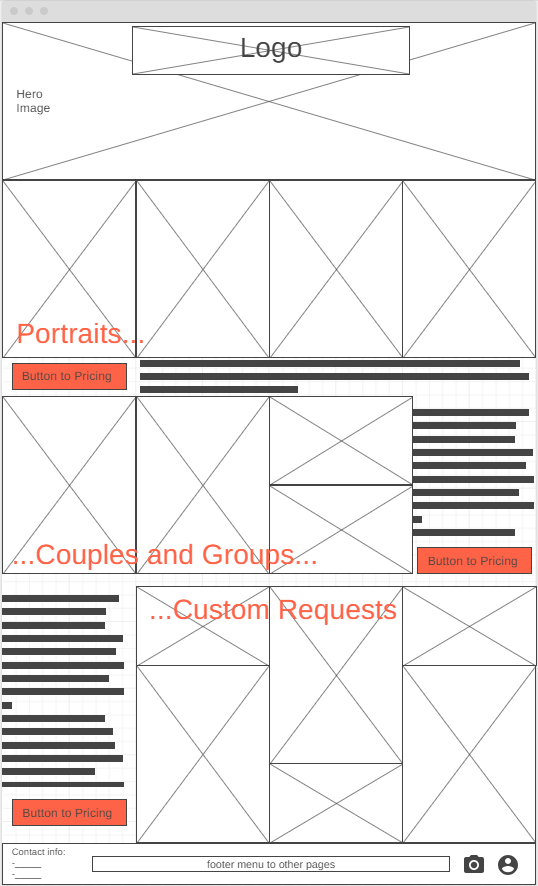 Logo
Hero
Image
Portraits...
Button to Pricing
...Couples and Groups...
Button to Pricing
...Custom Requests
Button to Pricing
Contact info:
-_____
-_____
footer menu to other pages